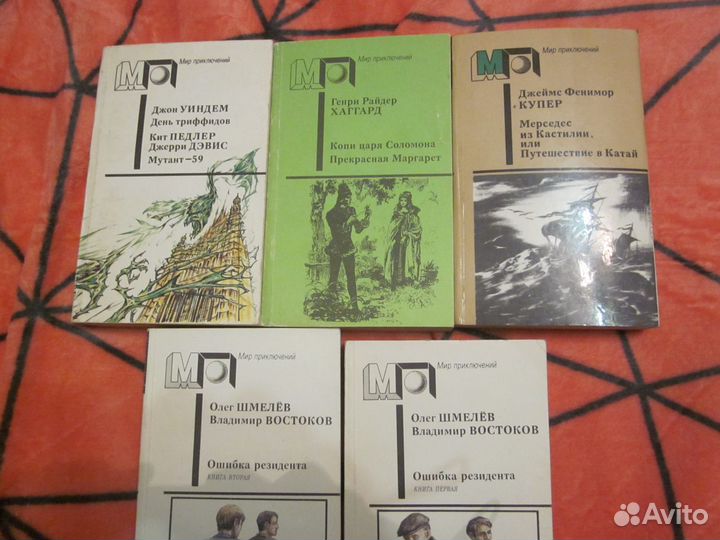 МП
Мир приключений
Джон УИНДЕМ
День триффидов
Кит ПЕДЛЕР
Джерри ДЭВИС
Мутант—59
МП
Мир приключений
Генри Райдер
ХАГГАРД
Копи царя Соломона
Прекрасная Маргарет
МП
Мир приключений
Джеймс Фенимор
КУПЕР
Мерседес
из Кастилии,
или
Путешествие в Катай
МП
Мир приключений
Олег ШМЕЛЁВ
Владимир ВОСТОКОВ
Ошибка резидента
КНИГА ВТОРАЯ
МП
Мир приключений
Олег ШМЕЛЁВ
Владимир ВОСТОКОВ
Ошибка резидента
КНИГА ПЕРВАЯ
Avito